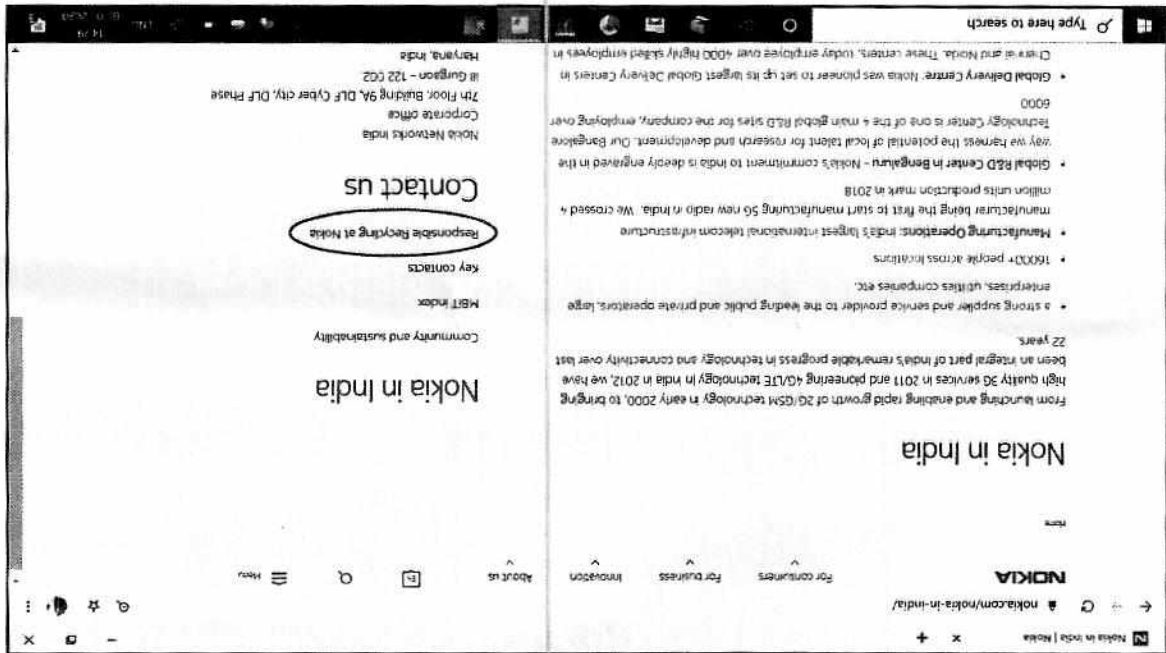 Nokia in India | Nokia
nokia.com/nokia-in-india/
NOKIA
For consumers
For business
Innovation
About us
Menu
Home
Nokia in India
From launching and enabling rapid growth of 2G/GSM technology in early 2000, to bringing
high quality 3G services in 2011 and pioneering 4G/LTE technology in India in 2012, we have
been an integral part of India's remarkable progress in technology and connectivity over last
22 years.
• a strong supplier and service provider to the leading public and private operators, large
enterprises, utilities companies etc.
• 16000+ people across locations
• Manufacturing Operations: India's largest international telecom infrastructure
manufacturer being the first to start manufacturing 5G new radio in India. We crossed 4
million units production mark in 2018
• Global R&D Center in Bengaluru – Nokia's commitment to India is deeply engraved in the
way we harness the potential of local talent for research and development. Our Bangalore
Technology Center is one of the 4 main global R&D sites for the company, employing over
6000
• Global Delivery Centre: Nokia was pioneer to set up its largest Global Delivery Centers in
Chennai and Noida. These centers, today employee over 4000 highly skilled employees in
Nokia in India
Community and sustainability
MBIT index
Key contacts
Responsible Recycling at Nokia
Contact us
Nokia Networks India
Corporate office
7th Floor, Building 9A, DLF Cyber city, DLF Phase
III Gurgaon – 122 002
Haryana, India
Type here to search
14:29